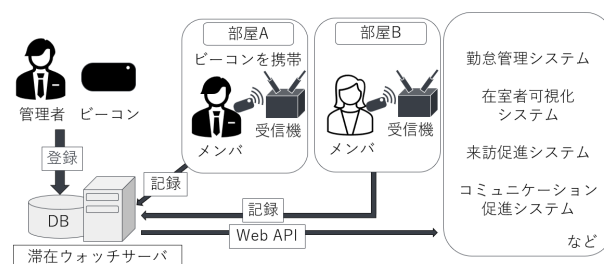 部屋A
ビーコンを携帯
メンバ
受信機
部屋B
メンバ
受信機
管理者
ビーコン
登録
記録
記録
Web API
DB
滞在ウォッチサーバ
勤怠管理システム
在室者可視化
システム
来訪促進システム
コミュニケーション
促進システム
など